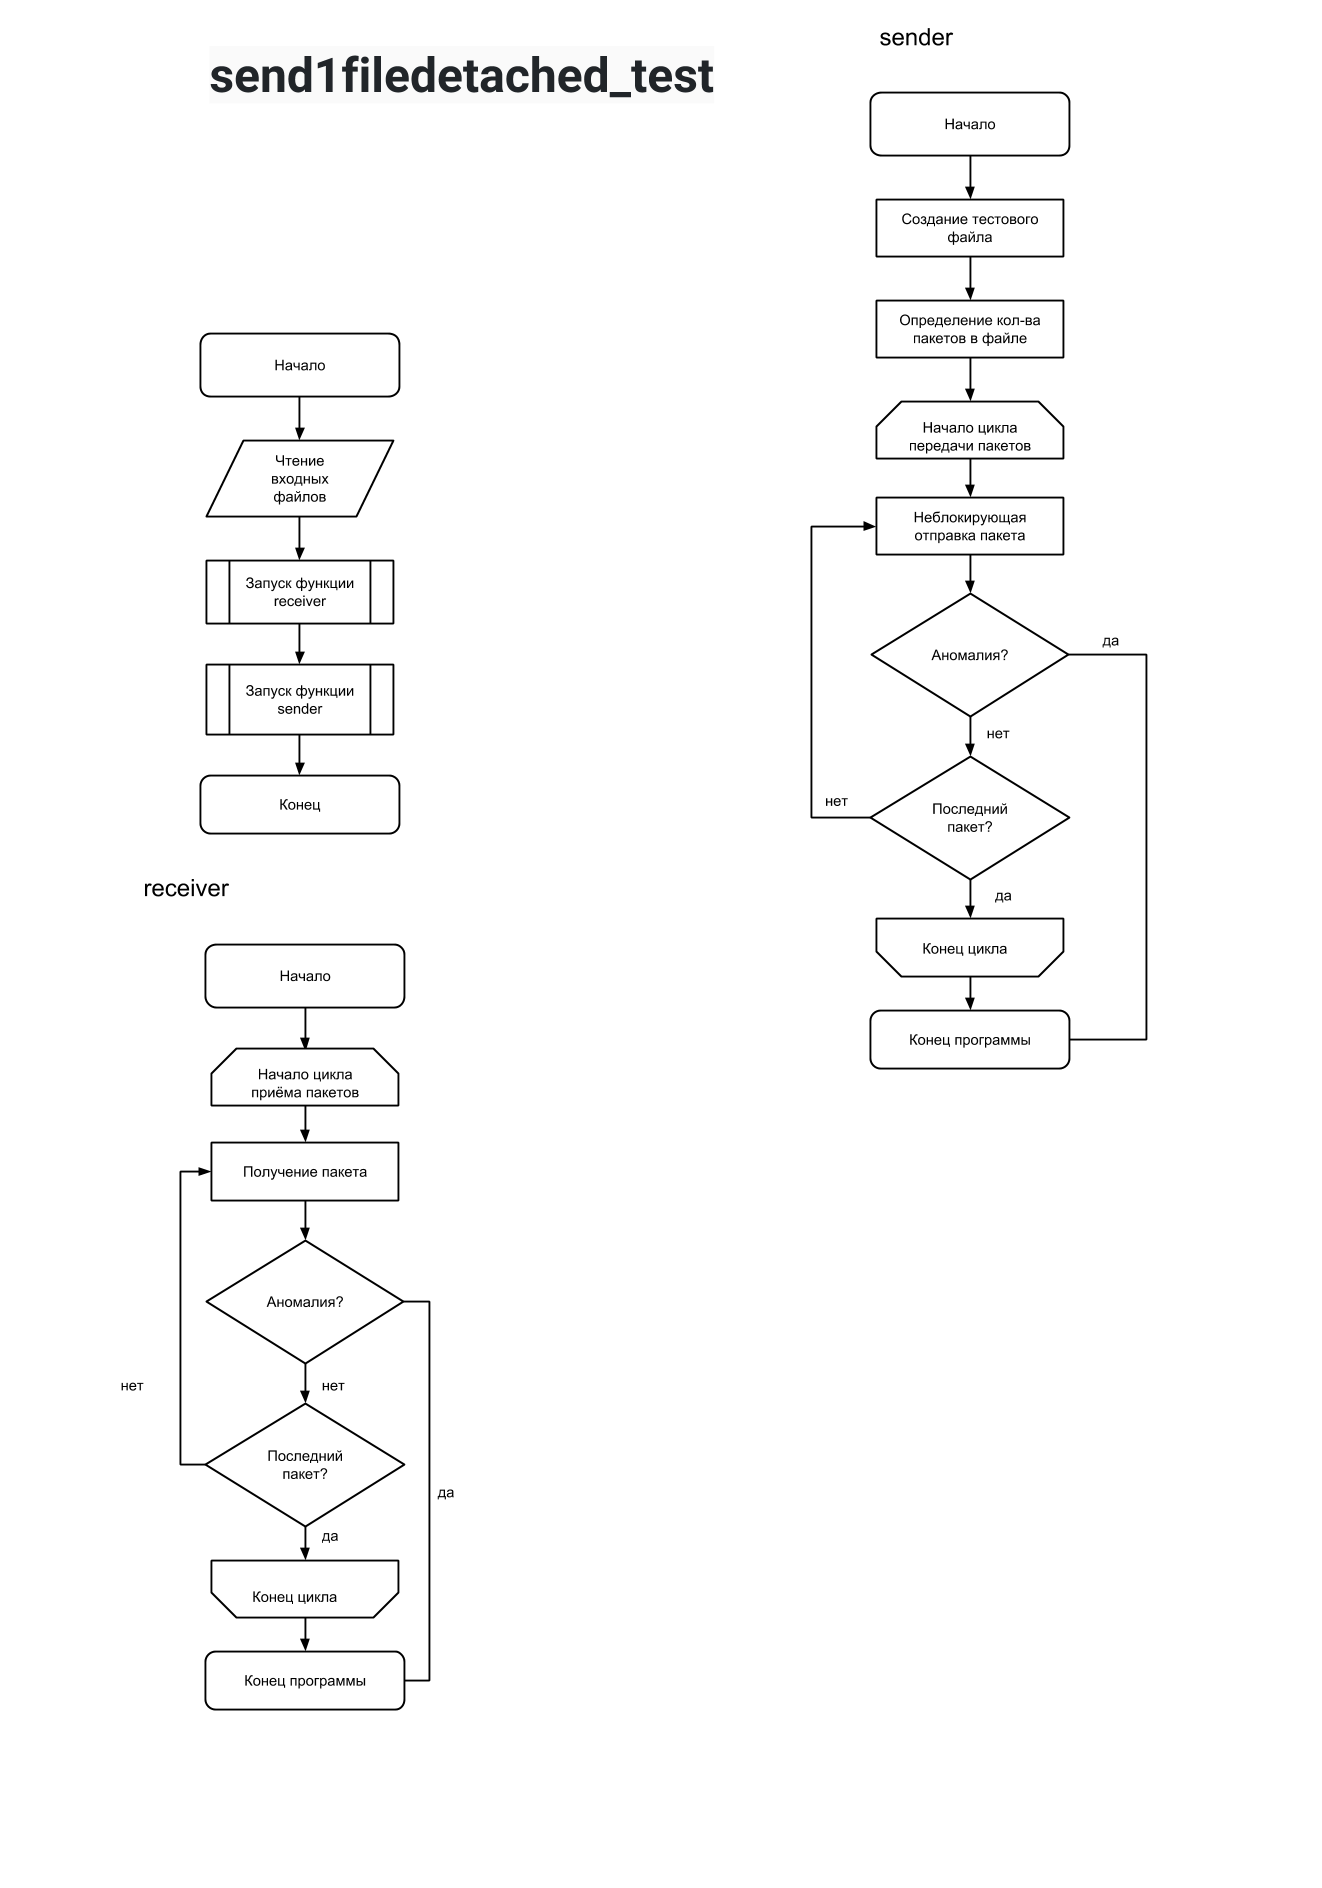 send1filedetached_test
Начало
Чтение
входных
файлов
Запуск функции
receiver
Запуск функции
sender
Конец
receiver
Начало
Начало цикла
приёма пакетов
Получение пакета
Аномалия?
нет
нет
Последний
пакет?
да
да
Конец цикла
Конец программы
sender
Начало
Создание тестового
файла
Определение кол-ва
пакетов в файле
Начало цикла
передачи пакетов
Неблокирующая
отправка пакета
да
Аномалия?
нет
нет
Последний
пакет?
да
Конец цикла
Конец программы